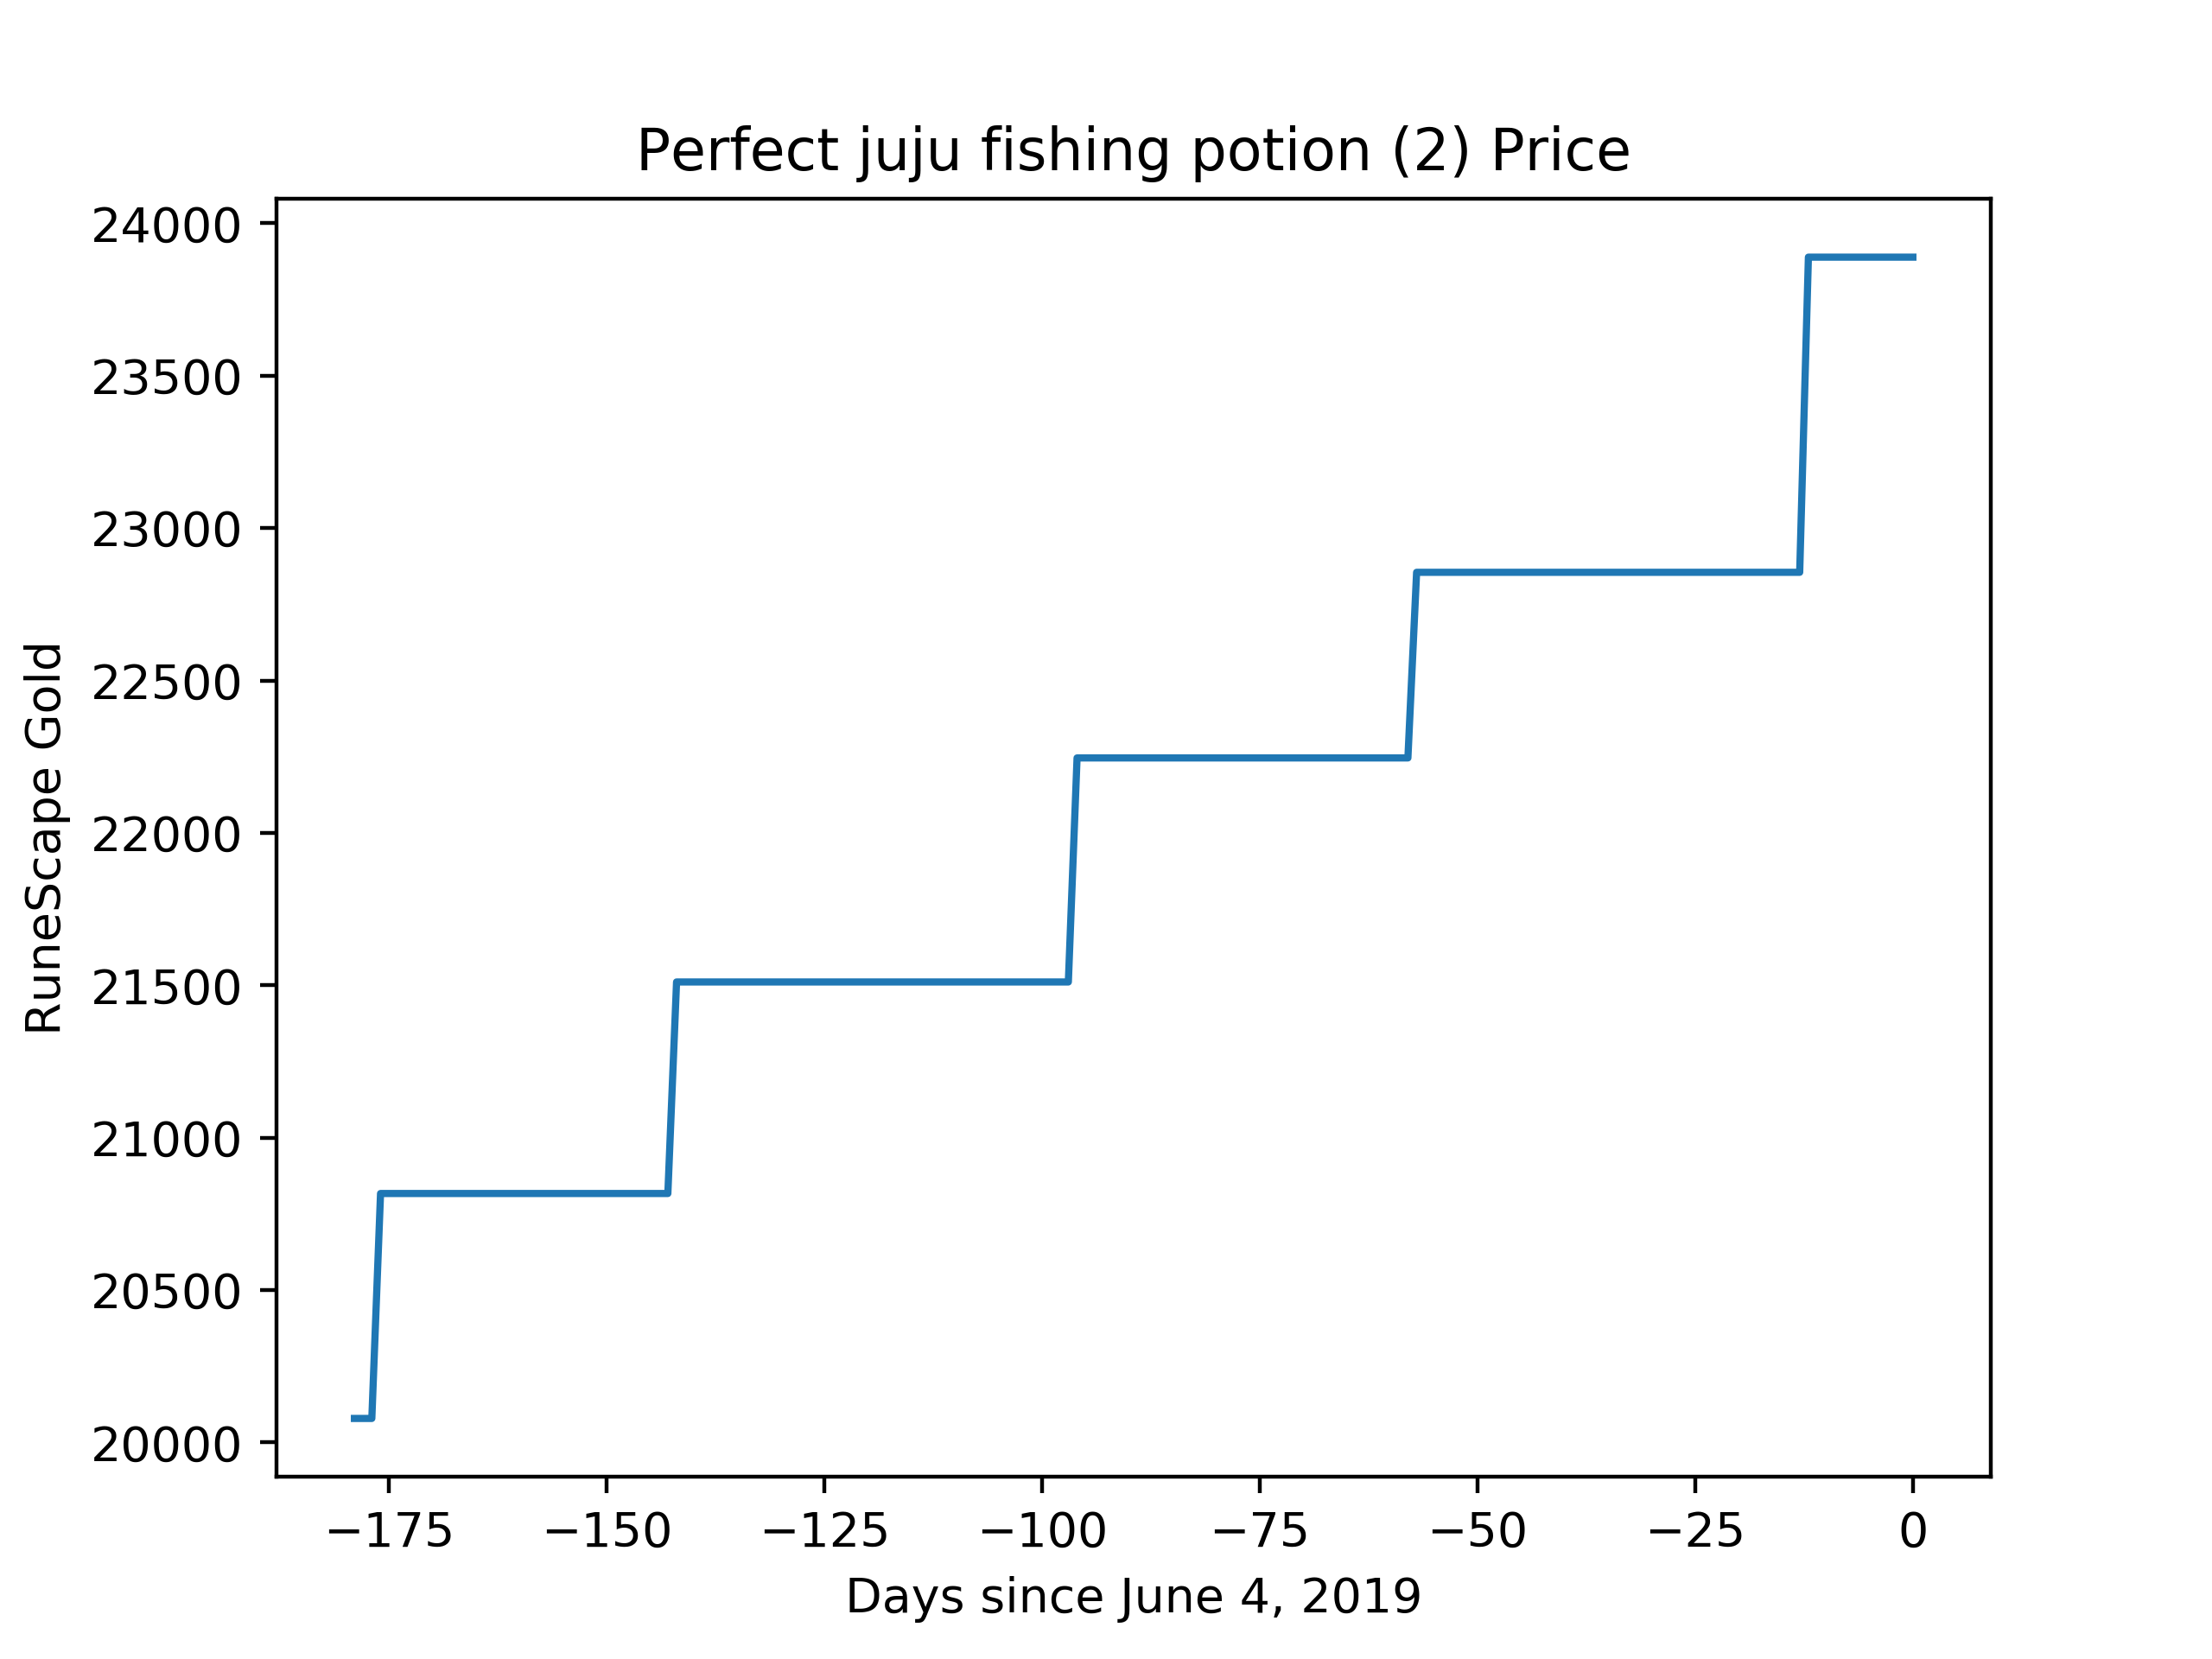 Perfect juju fishing potion (2) Price
24000
23500
23000
22500
22000
21500
21000
20500
20000
RuneScape Gold
−175 −150 −125 −100 −75 −50 −25 0
Days since June 4, 2019